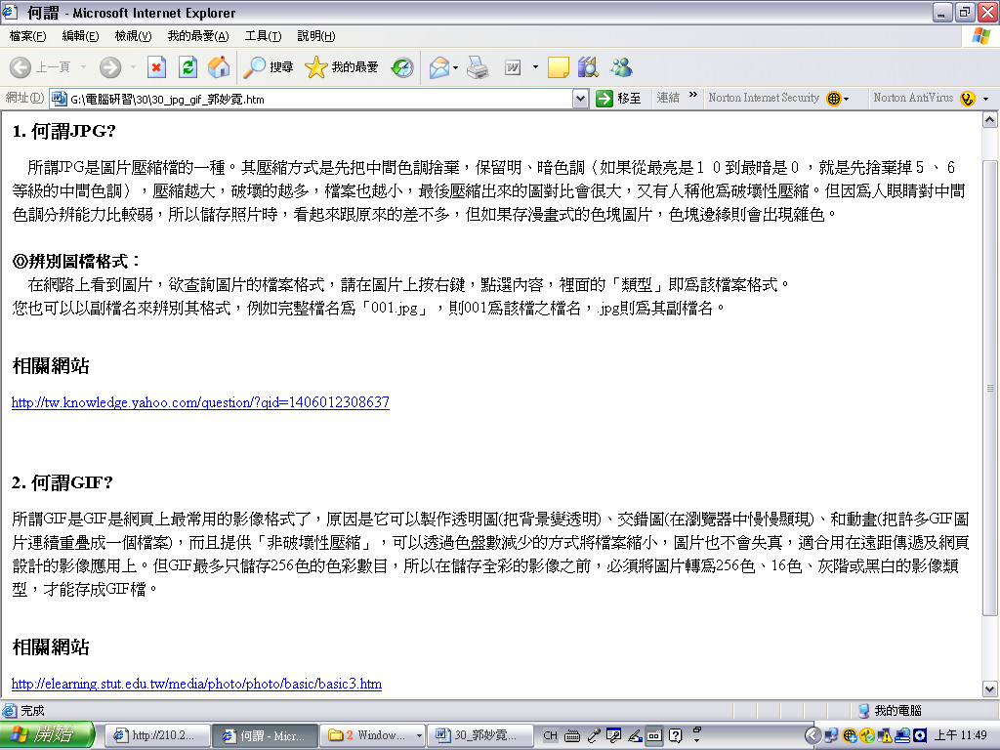 何謂 - Microsoft Internet Explorer
檔案(F) 編輯(E) 檢視(V) 我的最愛(A) 工具(T) 說明(H)
上一頁 搜尋 我的最愛
網址(D) G:\電腦研習\30\30_jpg_gif_郭妙霓.htm 移至 連結 » Norton Internet Security Norton AntiVirus
1. 何謂JPG?
所謂JPG是圖片壓縮檔的一種。其壓縮方式是先把中間色調捨棄，保留明、暗色調（如果從最亮是１０到最暗是０，就是先捨棄掉５、６
等級的中間色調），壓縮越大，破壞的越多，檔案也越小，最後壓縮出來的圖對比會很大，又有人稱他為破壞性壓縮。但因為人眼睛對中間
色調分辨能力比較弱，所以儲存照片時，看起來跟原來的差不多，但如果存漫畫式的色塊圖片，色塊邊緣則會出現雜色。
◎辨別圖檔格式：
在網路上看到圖片，欲查詢圖片的檔案格式，請在圖片上按右鍵，點選內容，裡面的「類型」即為該檔案格式。
您也可以以副檔名來辨別其格式，例如完整檔名為「001.jpg」，則001為該檔之檔名，.jpg則為其副檔名。
相關網站
http://tw.knowledge.yahoo.com/question/?qid=1406012308637
2. 何謂GIF?
所謂GIF是GIF是網頁上最常用的影像格式了，原因是它可以製作透明圖(把背景變透明)、交錯圖(在瀏覽器中慢慢顯現)、和動畫(把許多GIF圖
片連續重疊成一個檔案)，而且提供「非破壞性壓縮」，可以透過色盤數減少的方式將檔案縮小，圖片也不會失真，適合用在遠距傳遞及網頁
設計的影像應用上。但GIF最多只儲存256色的色彩數目，所以在儲存全彩的影像之前，必須將圖片轉為256色、16色、灰階或黑白的影像類
型，才能存成GIF檔。
相關網站
http://elearning.stut.edu.tw/media/photo/photo/basic/basic3.htm
完成 我的電腦
開始 http://210.2... 何謂 - Micr... 2 Window... 30_郭妙霓.... CH 上午 11:49